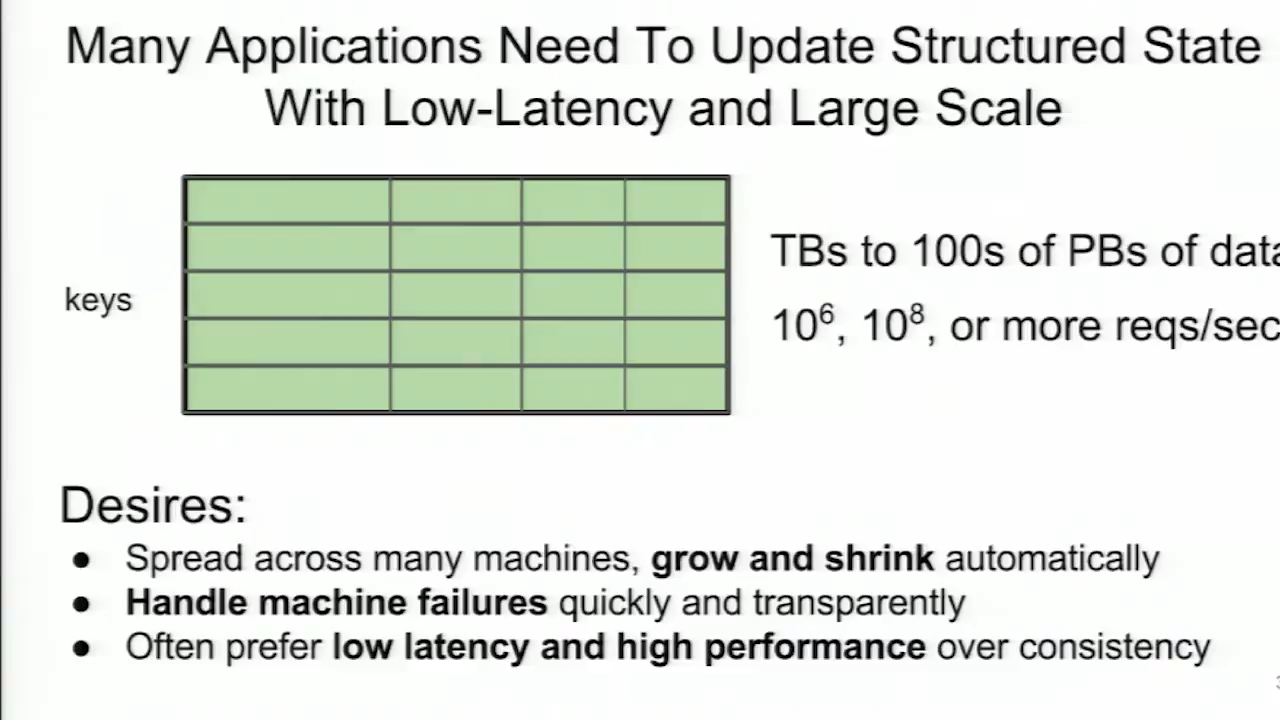 Many Applications Need To Update Structured State
With Low-Latency and Large Scale
keys
TBs to 100s of PBs of data
10⁶, 10⁸, or more reqs/sec
Desires:
● Spread across many machines, grow and shrink automatically
● Handle machine failures quickly and transparently
● Often prefer low latency and high performance over consistency